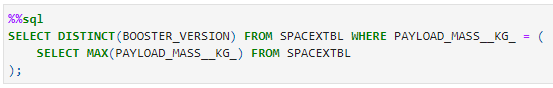 %%sql
SELECT DISTINCT(BOOSTER_VERSION) FROM SPACEXTBL WHERE PAYLOAD_MASS__KG_ = (
    SELECT MAX(PAYLOAD_MASS__KG_) FROM SPACEXTBL
);